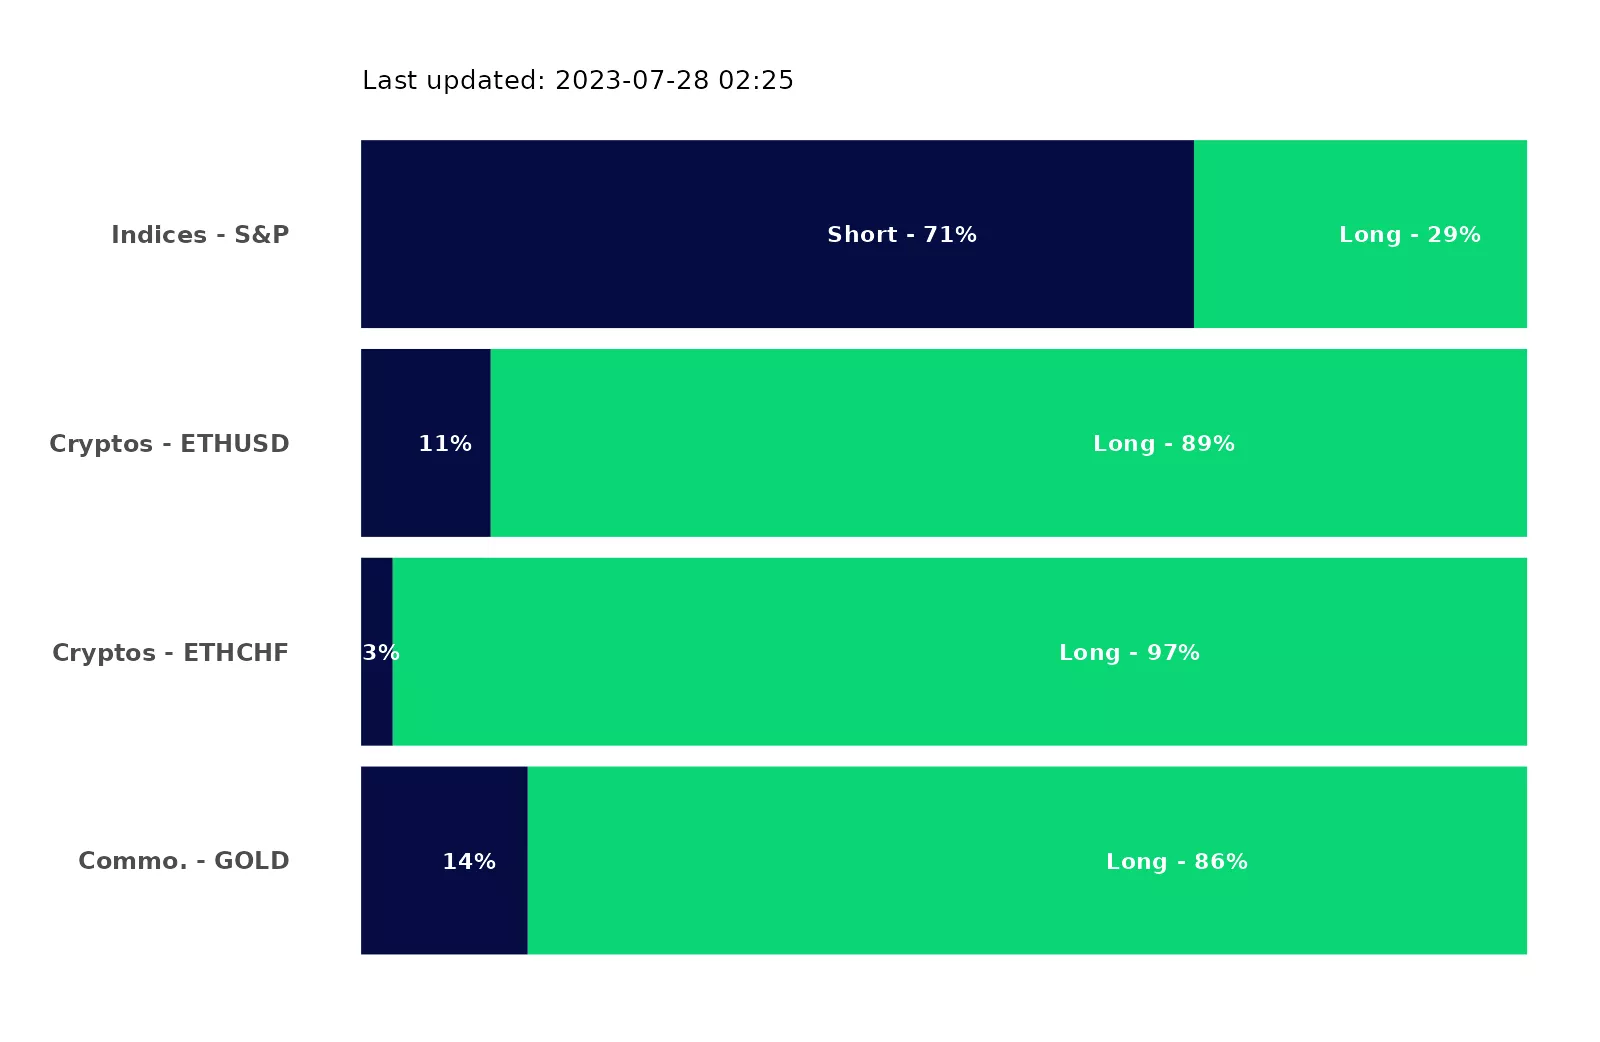 Last updated: 2023-07-28 02:25
Indices - S&P Short - 71% Long - 29%
Cryptos - ETHUSD 11% Long - 89%
Cryptos - ETHCHF 3% Long - 97%
Commo. - GOLD 14% Long - 86%